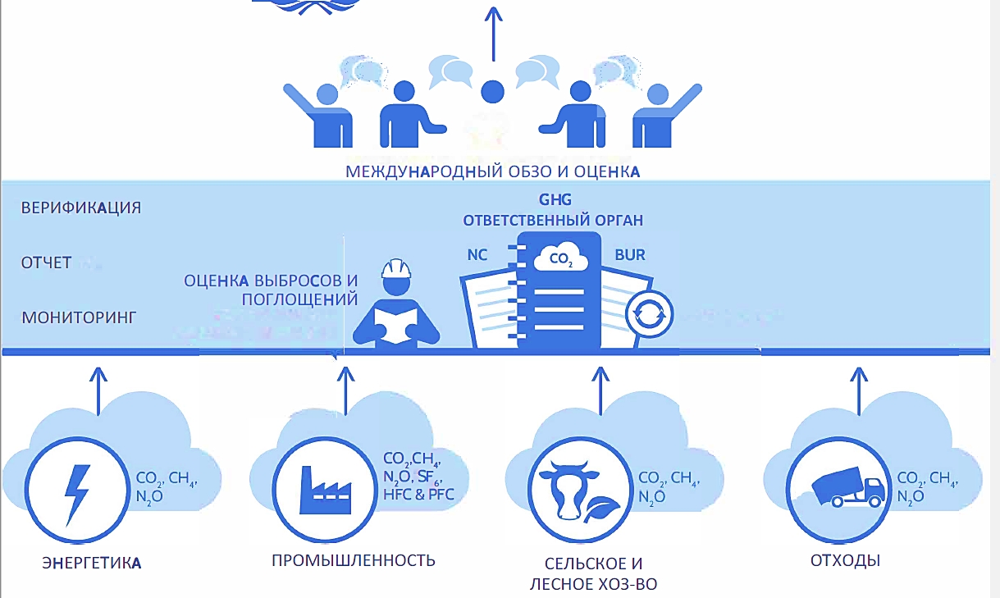 МЕЖДУНАРОДНЫЙ ОБЗО И ОЦЕНКА
ВЕРИФИКАЦИЯ
ОТЧЕТ
МОНИТОРИНГ
ОЦЕНКА ВЫБРОСОВ И
ПОГЛОЩЕНИЙ
GHG
ОТВЕТСТВЕННЫЙ ОРГАН
NC
CO₂
BUR
CO₂, CH₄,
N₂O
ЭНЕРГЕТИКА
CO₂,CH₄,
N₂O, SF₆,
HFC & PFC
ПРОМЫШЛЕННОСТЬ
CO₂, CH₄,
N₂O
СЕЛЬСКОЕ И
ЛЕСНОЕ ХОЗ-ВО
CO₂, CH₄,
N₂O
ОТХОДЫ